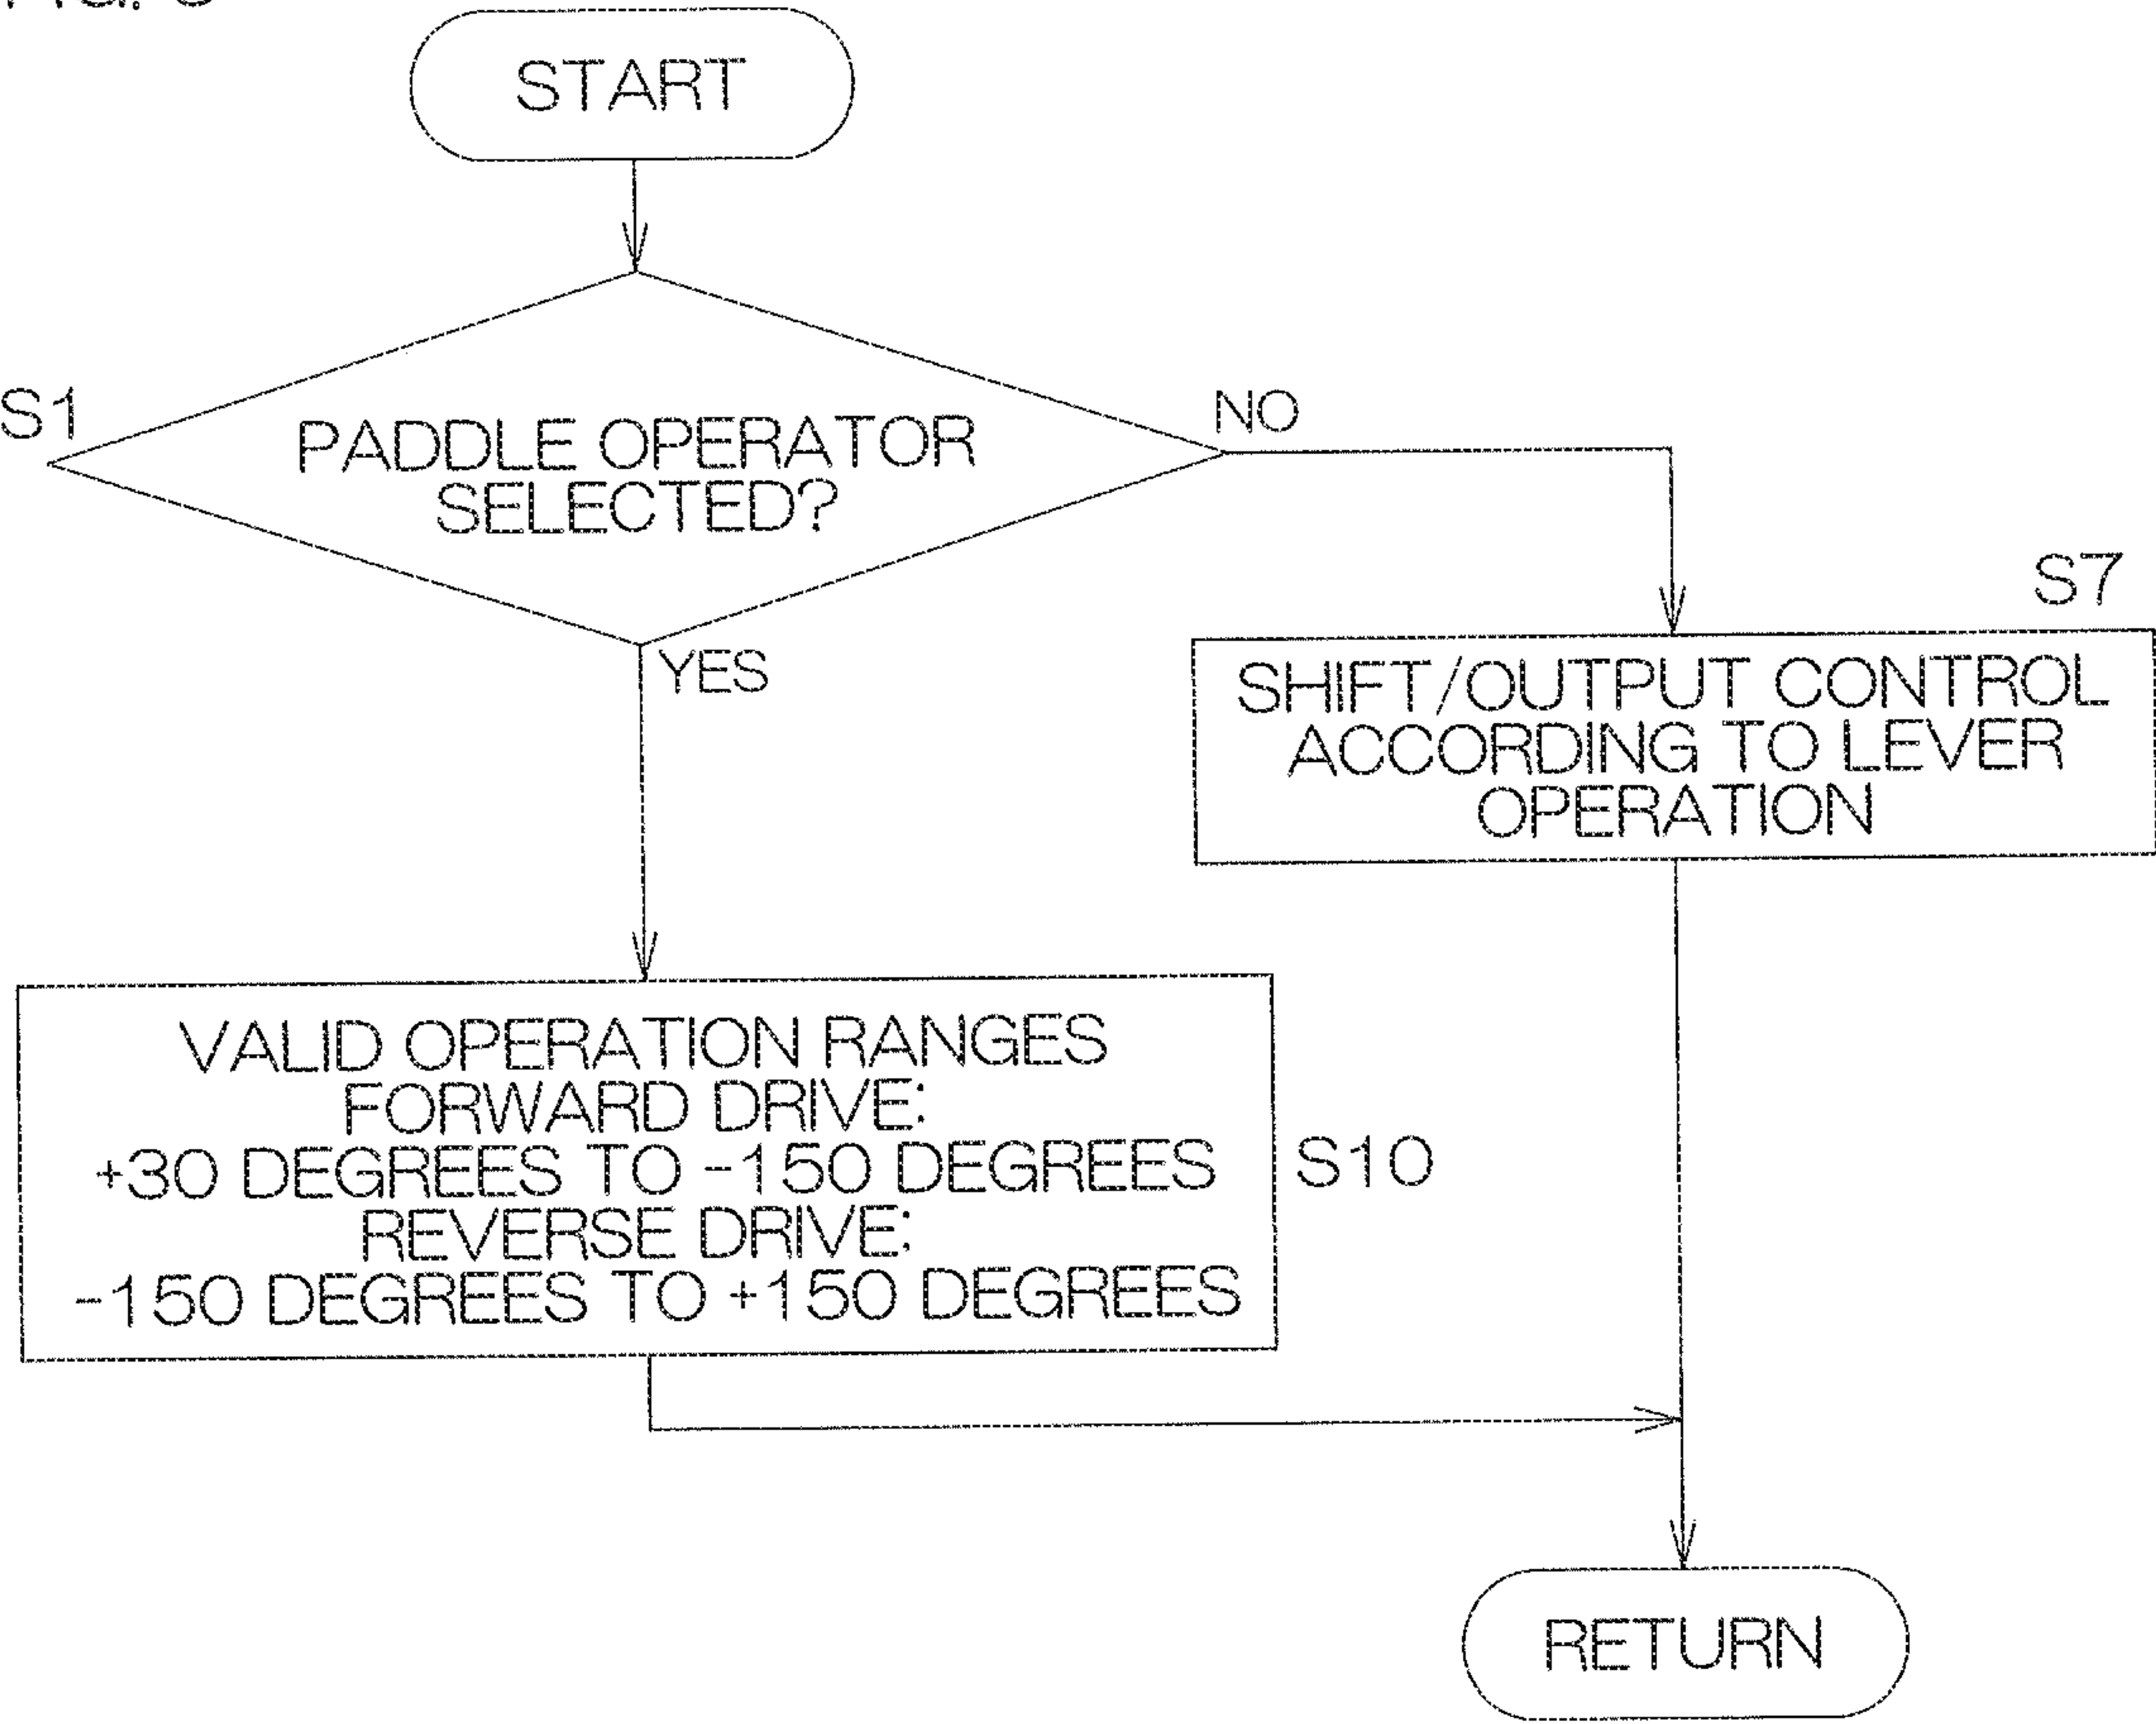 START
S1
PADDLE OPERATOR
SELECTED?
NO
YES
S7
SHIFT/OUTPUT CONTROL
ACCORDING TO LEVER
OPERATION
VALID OPERATION RANGES
FORWARD DRIVE:
+30 DEGREES TO -150 DEGREES
REVERSE DRIVE:
-150 DEGREES TO +150 DEGREES
S10
RETURN